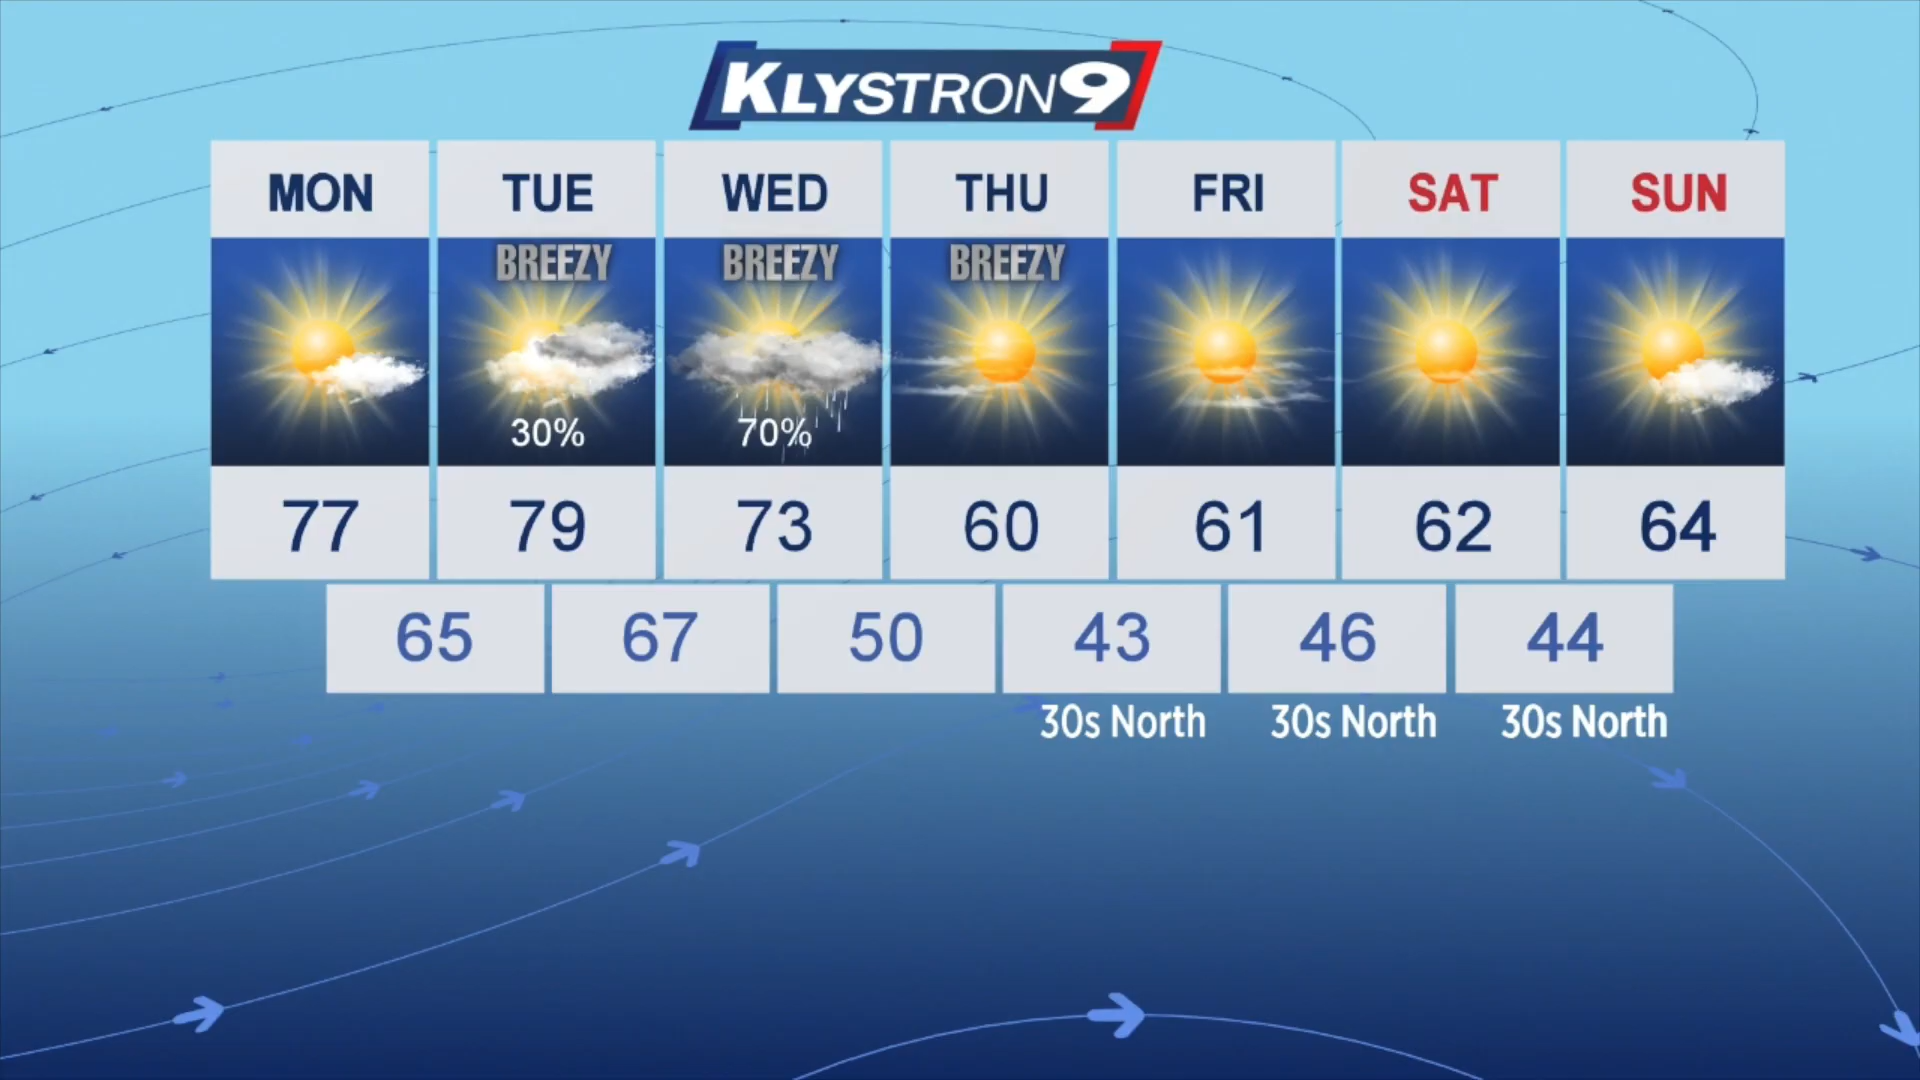 KLYSTRON9
MON TUE WED THU FRI SAT SUN
BREEZY BREEZY BREEZY
30% 70%
77 79 73 60 61 62 64
65 67 50 43 46 44
30s North 30s North 30s North